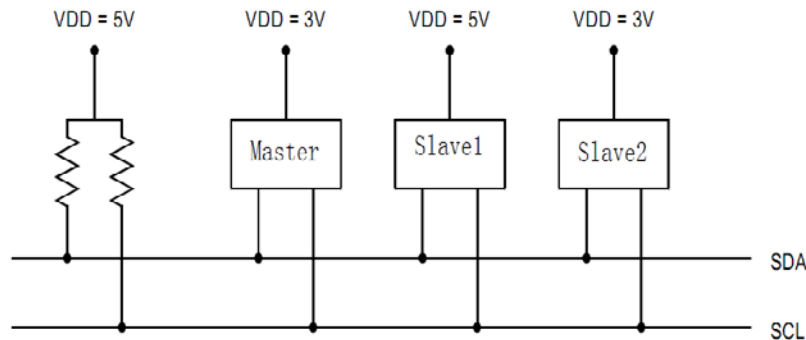 VDD = 5V VDD = 3V VDD = 5V VDD = 3V
Master Slave1 Slave2
SDA
SCL